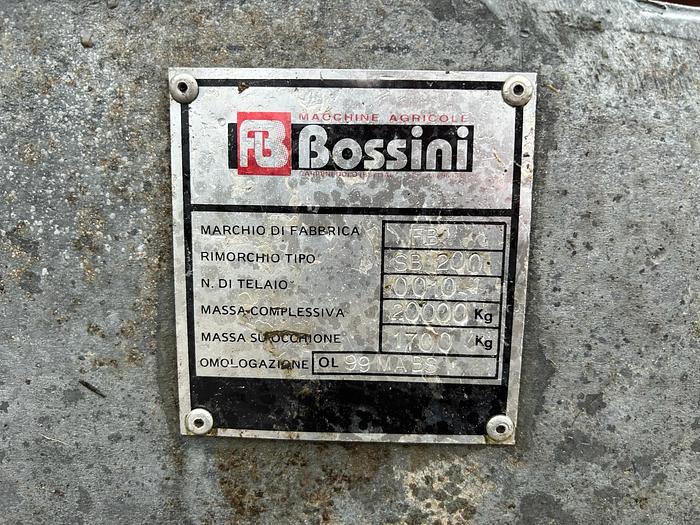 MACCHINE AGRICOLE
FB Bossini
MARCHIO DI FABBRICA FB
RIMORCHIO TIPO SB 200
N. DI TELAIO
MASSA COMPLESSIVA 20000 Kg
MASSA SU OCCHIONE 1700 Kg
OMOLOGAZIONE OL 99